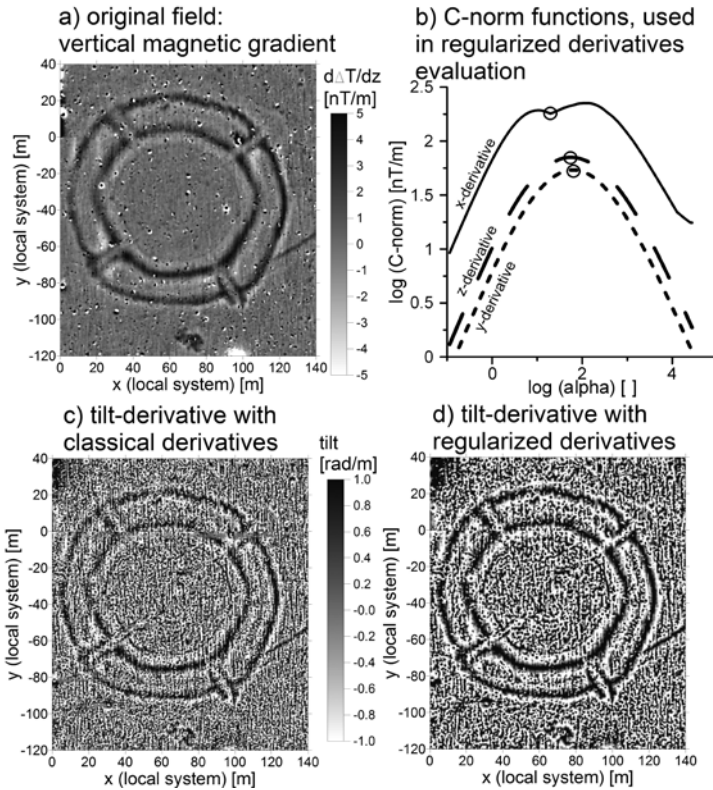 a) original field:
vertical magnetic gradient
dΔT/dz
[nT/m]
40
20
0
-20
-40
-60
-80
-100
-120
y (local system) [m]
0 20 40 60 80 100 120 140
x (local system) [m]
5
4
3
2
1
0
-1
-2
-3
-4
-5
b) C-norm functions, used
in regularized derivatives
evaluation
2.5
2
1.5
1
0.5
0
log (C-norm) [nT/m]
x-derivative
z-derivative
y-derivative
0 2 4
log (alpha) [ ]
c) tilt-derivative with
classical derivatives
tilt
[rad/m]
40
20
0
-20
-40
-60
-80
-100
-120
y (local system) [m]
0 20 40 60 80 100 120 140
x (local system) [m]
1.0
0.8
0.6
0.4
0.2
-0.0
-0.2
-0.4
-0.6
-0.8
-1.0
d) tilt-derivative with
regularized derivatives
40
20
0
-20
-40
-60
-80
-100
-120
y (local system) [m]
0 20 40 60 80 100 120 140
x (local system) [m]